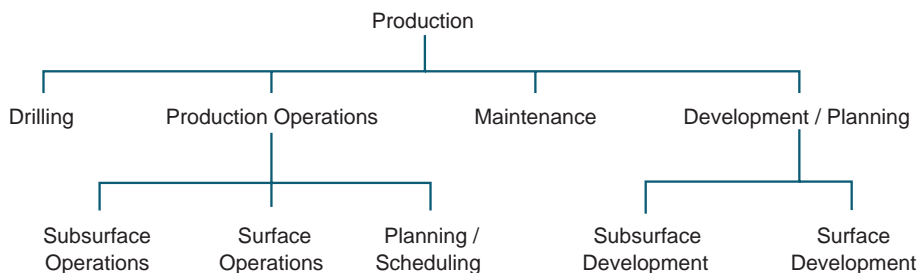 Production
Drilling
Production Operations
Maintenance
Development / Planning
Subsurface
Operations
Surface
Operations
Planning /
Scheduling
Subsurface
Development
Surface
Development